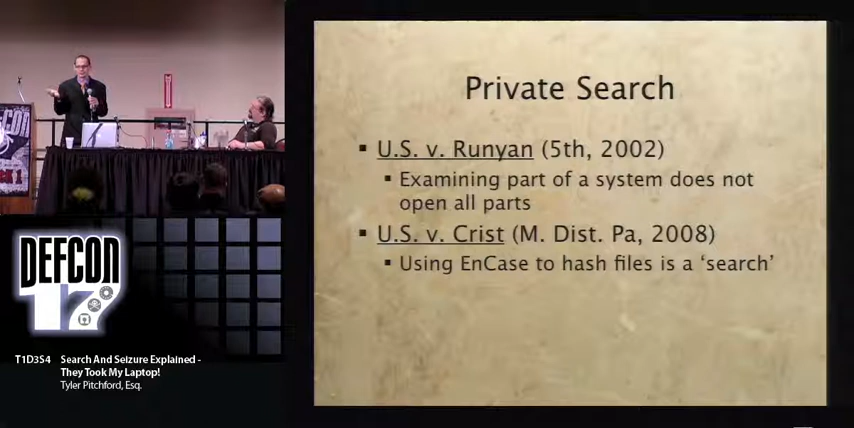 Private Search
▪ U.S. v. Runyan (5th, 2002)
▪ Examining part of a system does not
open all parts
▪ U.S. v. Crist (M. Dist. Pa, 2008)
▪ Using EnCase to hash files is a ‘search’
DEFCON
DEFCON
17
T1D3S4 Search And Seizure Explained -
They Took My Laptop!
Tyler Pitchford, Esq.